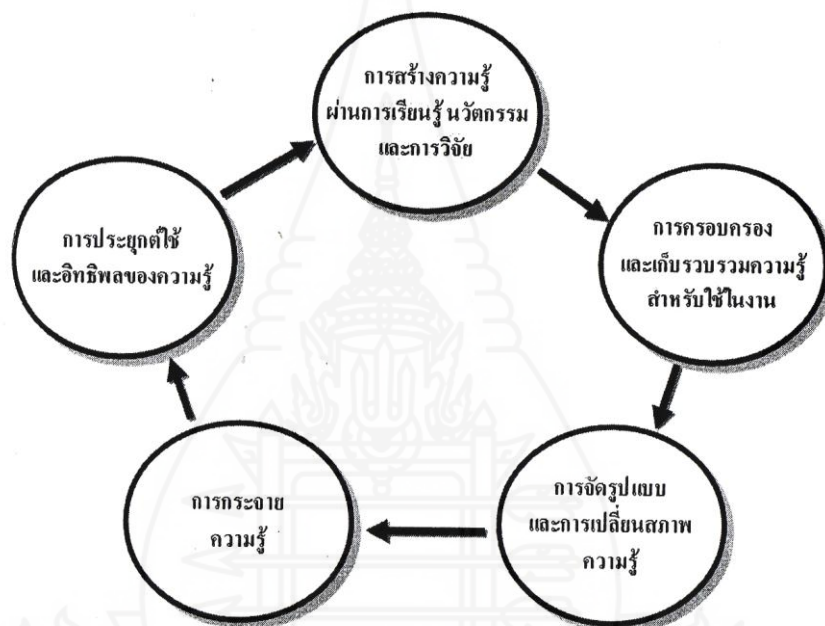 การสร้างความรู้
ผ่านการเรียนรู้ นวัตกรรม
และการวิจัย
การครอบครอง
และเก็บรวบรวมความรู้
สำหรับใช้ในงาน
การจัดรูปแบบ
และการเปลี่ยนสภาพ
ความรู้
การกระจาย
ความรู้
การประยุกต์ใช้
และอิทธิพลของความรู้